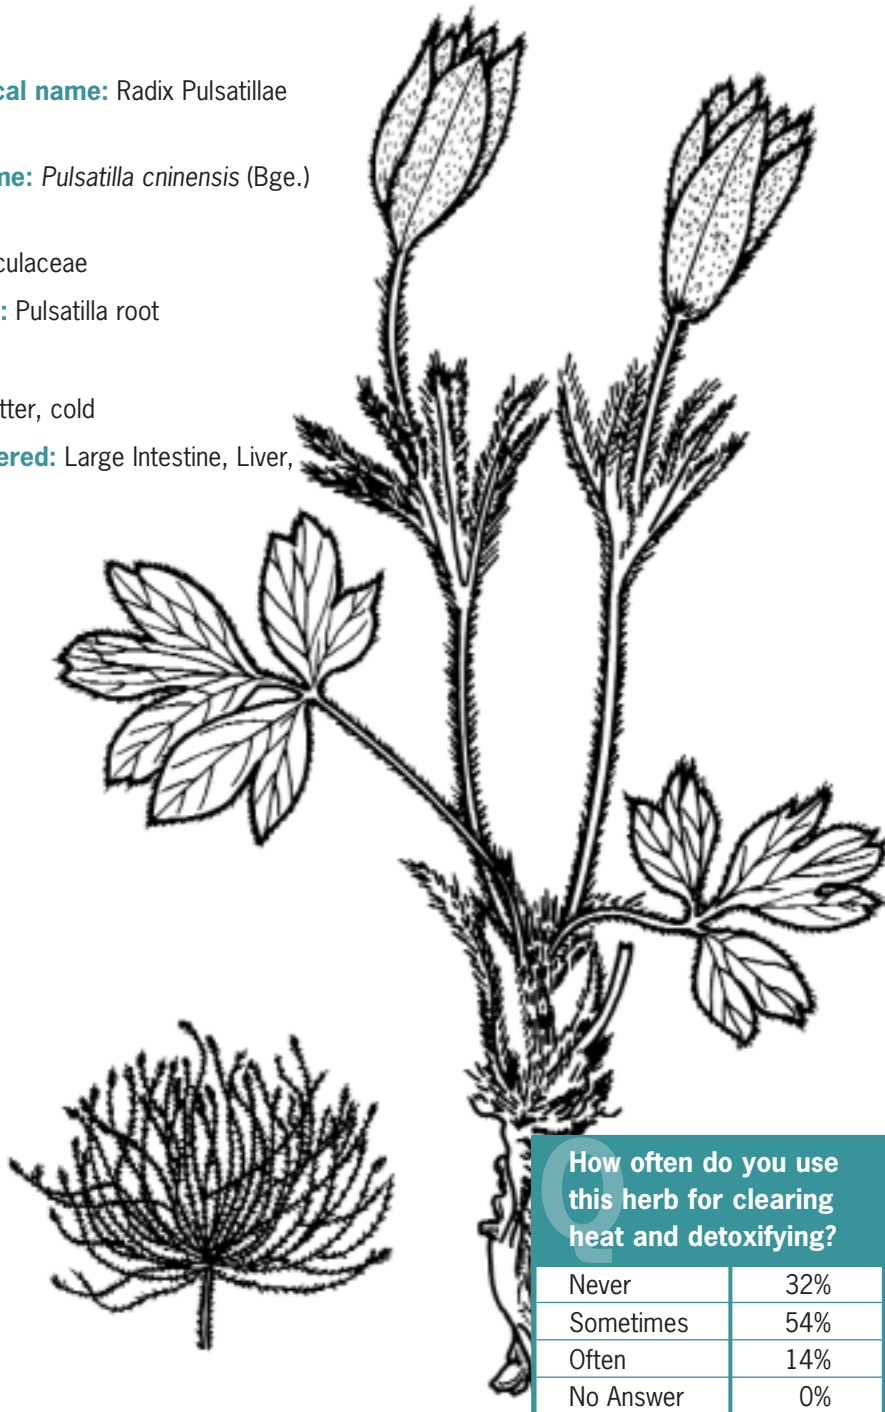 cal name: Radix Pulsatillae
me: Pulsatilla cninensis (Bge.)
culaceae
: Pulsatilla root
tter, cold
ered: Large Intestine, Liver,
Q
How often do you use
this herb for clearing
heat and detoxifying?
Never 32%
Sometimes 54%
Often 14%
No Answer 0%